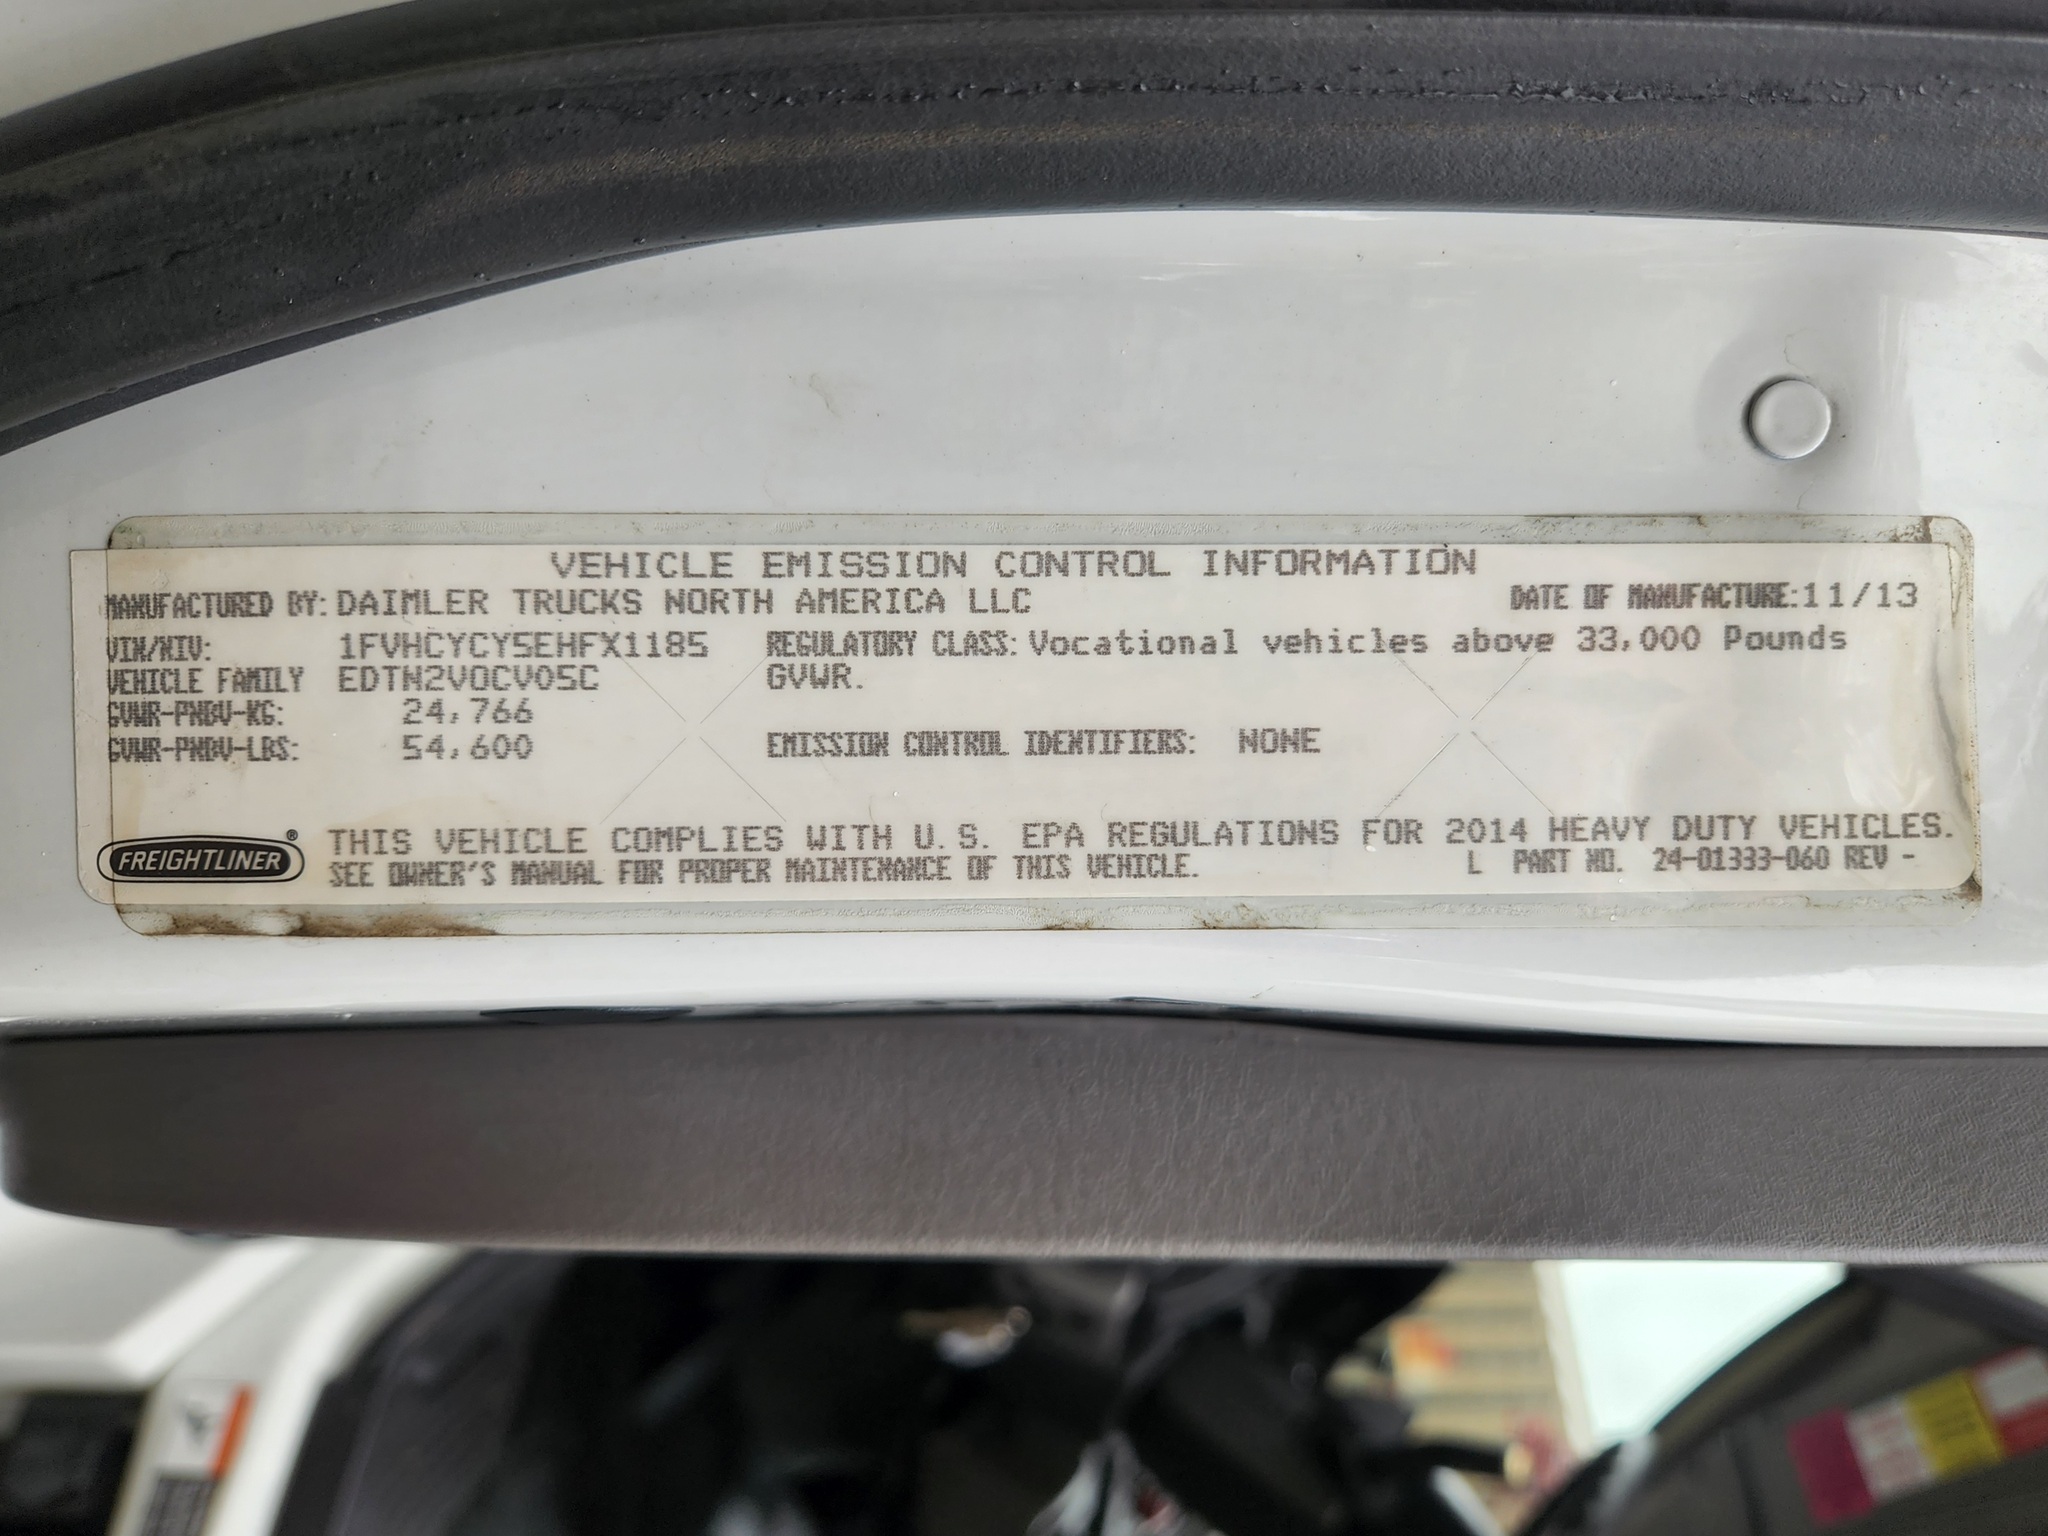 VEHICLE EMISSION CONTROL INFORMATION
MANUFACTURED BY: DAIMLER TRUCKS NORTH AMERICA LLC DATE OF MANUFACTURE: 11/13
VIN/NIV: 1FVHCYCY5EHFX1185 REGULATORY CLASS: Vocational vehicles above 33,000 Pounds
VEHICLE FAMILY EDTN2VOCV05C GVWR.
GVWR-PNBV-KG: 24,766
GVWR-PNBV-LBS: 54,600 EMISSION CONTROL IDENTIFIERS: NONE
FREIGHTLINER® THIS VEHICLE COMPLIES WITH U.S. EPA REGULATIONS FOR 2014 HEAVY DUTY VEHICLES.
SEE OWNER'S MANUAL FOR PROPER MAINTENANCE OF THIS VEHICLE. L PART NO. 24-01333-060 REV -